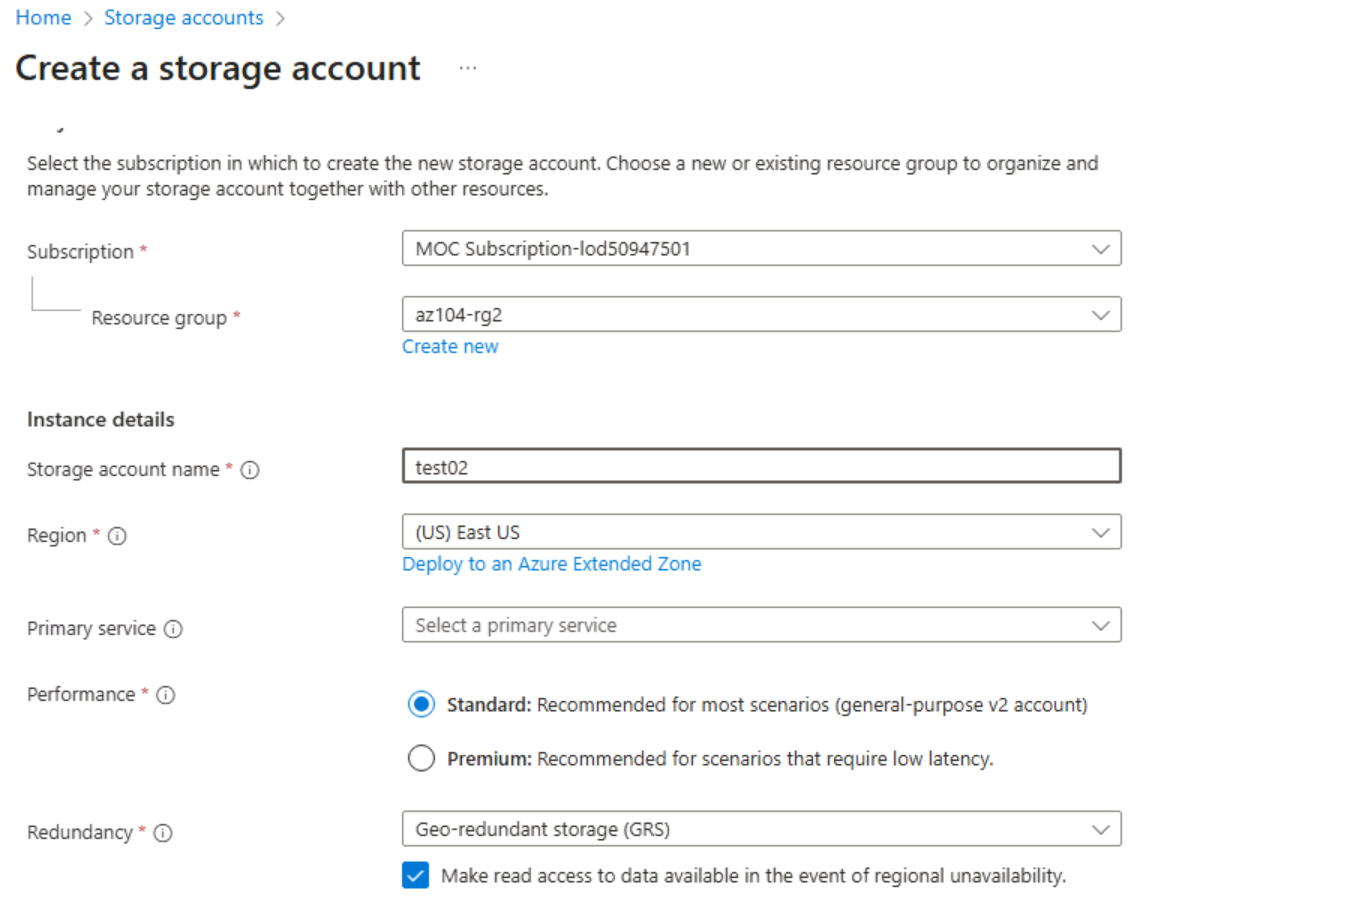 Home > Storage accounts >
Create a storage account ...
Select the subscription in which to create the new storage account. Choose a new or existing resource group to organize and
manage your storage account together with other resources.
Subscription * MOC Subscription-lod50947501
Resource group * az104-rg2
Create new
Instance details
Storage account name * test02
Region * (US) East US
Deploy to an Azure Extended Zone
Primary service Select a primary service
Performance * Standard: Recommended for most scenarios (general-purpose v2 account)
Premium: Recommended for scenarios that require low latency.
Redundancy * Geo-redundant storage (GRS)
Make read access to data available in the event of regional unavailability.